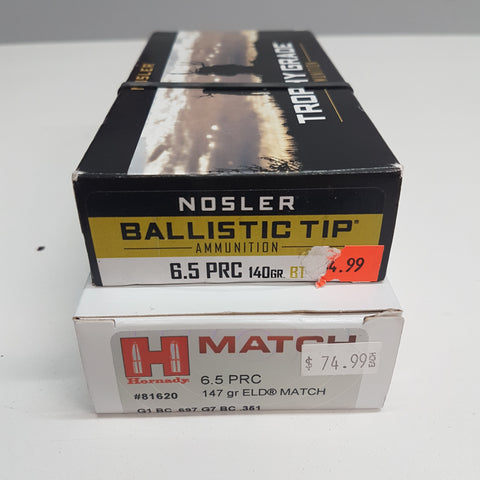 NOSLER
TROPHY GRADE
AMMUNITION
NOSLER
BALLISTIC TIP®
AMMUNITION
6.5 PRC 140GR. BT
4.99
H MATCH
Hornady
$ 74.99 EACH
6.5 PRC
#81620 147 gr ELD® MATCH
G1 BC .697 G7 BC .351